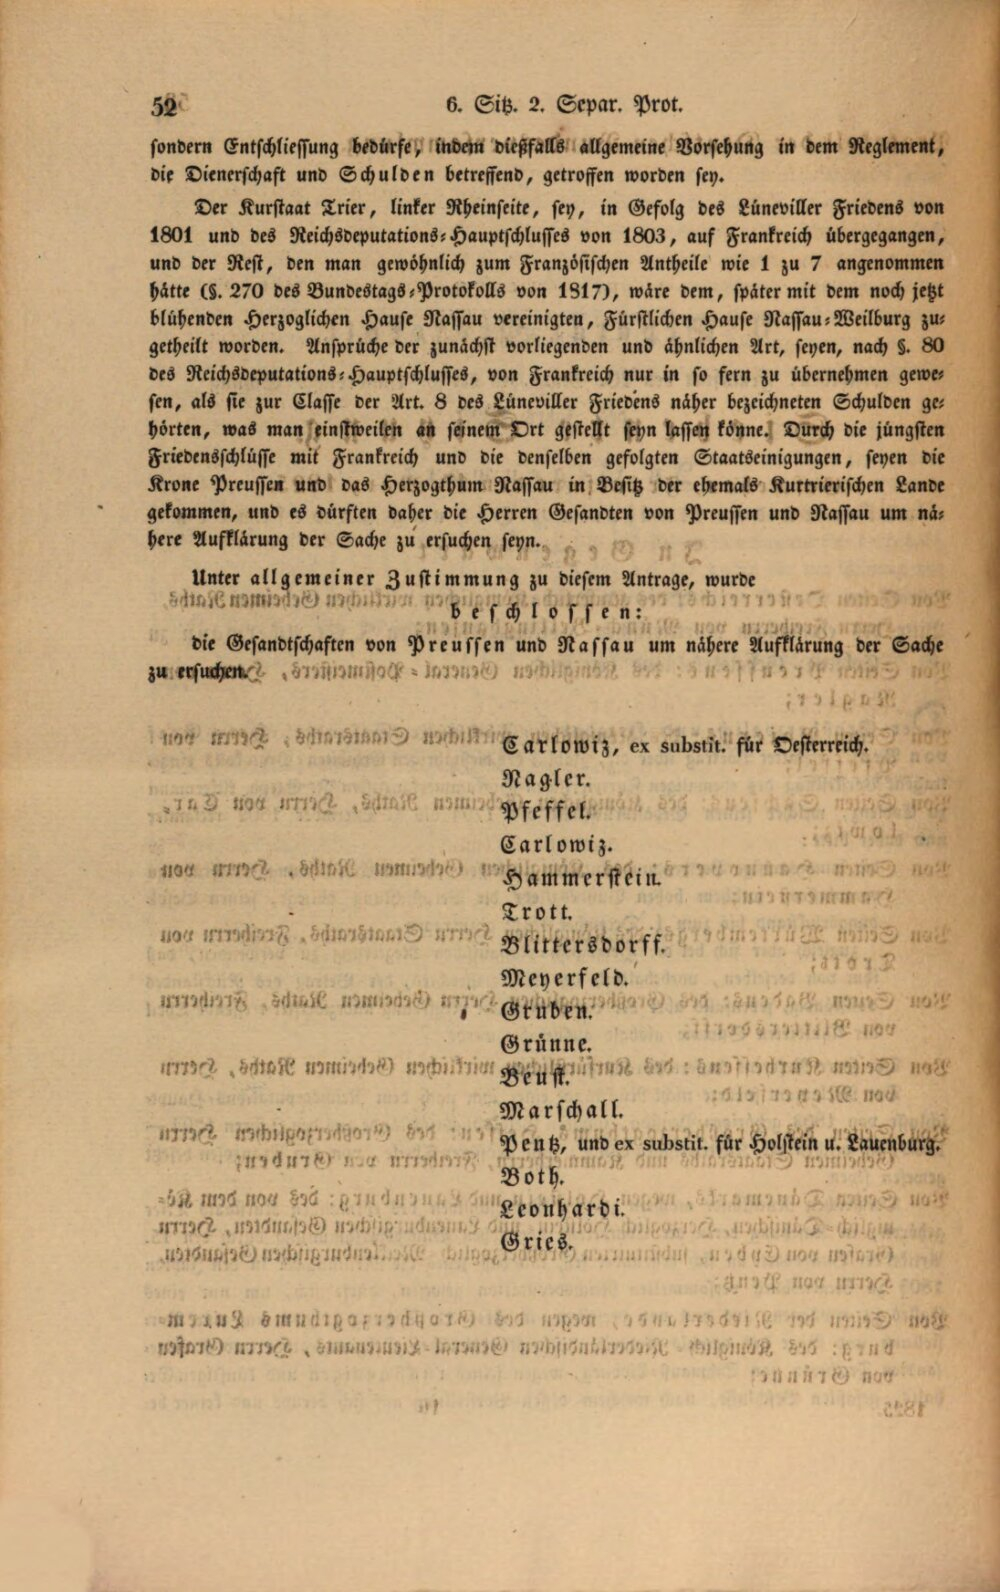 52
6. Sitz. 2. Separ. Prot.
sondern Entschliessung bedürfe, indem dießfalls allgemeine Vorsehung in dem Reglement,
die Dienerschaft und Schulden betreffend, getroffen worden sey.
Der Kurstaat Trier, linker Rheinseite, sey, in Gefolg des Lüneviller Friedens von
1801 und des Reichsdeputations-Hauptschlusses von 1803, auf Frankreich übergegangen,
und der Rest, den man gewöhnlich zum Französischen Antheile wie 1 zu 7 angenommen
hätte (§. 270 des Bundestags-Protokolls von 1817), wäre dem, später mit dem noch jetzt
blühenden Herzoglichen Hause Nassau vereinigten, Fürstlichen Hause Nassau-Weilburg zu-
getheilt worden. Ansprüche der zunächst vorliegenden und ähnlichen Art, seyen, nach §. 80
des Reichsdeputations-Hauptschlusses, von Frankreich nur in so fern zu übernehmen gewe-
sen, als sie zur Classe der Art. 8 des Lüneviller Friedens näher bezeichneten Schulden ge-
hörten, was man einstweilen an seinem Ort gestellt seyn lassen könne. Durch die jüngsten
Friedensschlüsse mit Frankreich und die denselben gefolgten Staatseinigungen, seyen die
Krone Preussen und das Herzogthum Nassau in Besitz der ehemals Kurtrierischen Lande
gekommen, und es dürften daher die Herren Gesandten von Preussen und Nassau um nä-
here Aufklärung der Sache zu ersuchen seyn.
Unter allgemeiner Zustimmung zu diesem Antrage, wurde
beschlossen:
die Gesandtschaften von Preussen und Nassau um nähere Aufklärung der Sache
zu ersuchen.
Carlowiz, ex substit. für Oesterreich.
Nagler.
Pfeffel.
Carlowiz.
Hammerstein.
Trott.
Blittersdorff.
Meyerfeld.
Gruben.
Grünne.
Beust.
Marschall.
Pentz, und ex substit. für Holstein u. Lauenburg.
Both.
Leonhardi.
Gries.